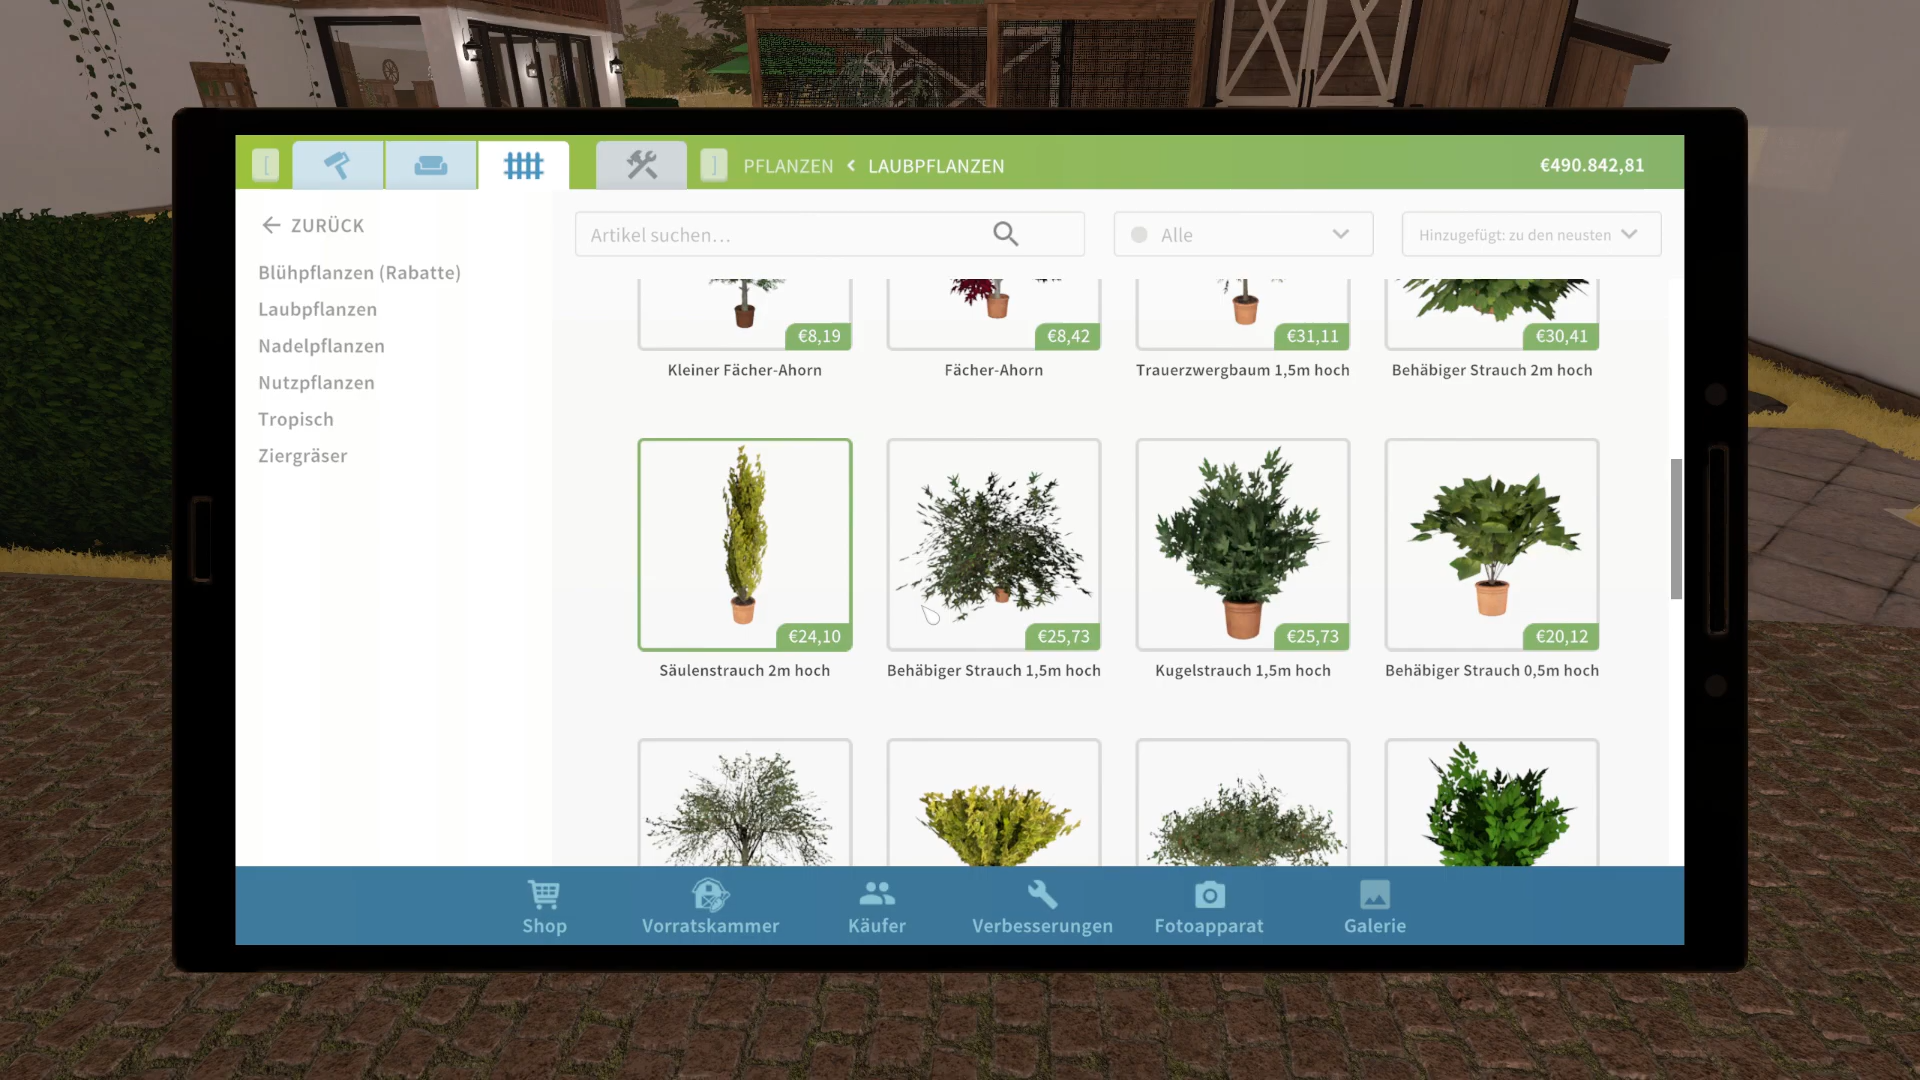 [
]
PFLANZEN < LAUBPFLANZEN
€490.842,81
← ZURÜCK
Blühpflanzen (Rabatte)
Laubpflanzen
Nadelpflanzen
Nutzpflanzen
Tropisch
Ziergräser
Artikel suchen...
Alle
Hinzugefügt: zu den neusten
€8,19
€8,42
€31,11
€30,41
Kleiner Fächer-Ahorn
Fächer-Ahorn
Trauerzwergbaum 1,5m hoch
Behäbiger Strauch 2m hoch
€24,10
€25,73
€25,73
€20,12
Säulenstrauch 2m hoch
Behäbiger Strauch 1,5m hoch
Kugelstrauch 1,5m hoch
Behäbiger Strauch 0,5m hoch
Shop
Vorratskammer
Käufer
Verbesserungen
Fotoapparat
Galerie